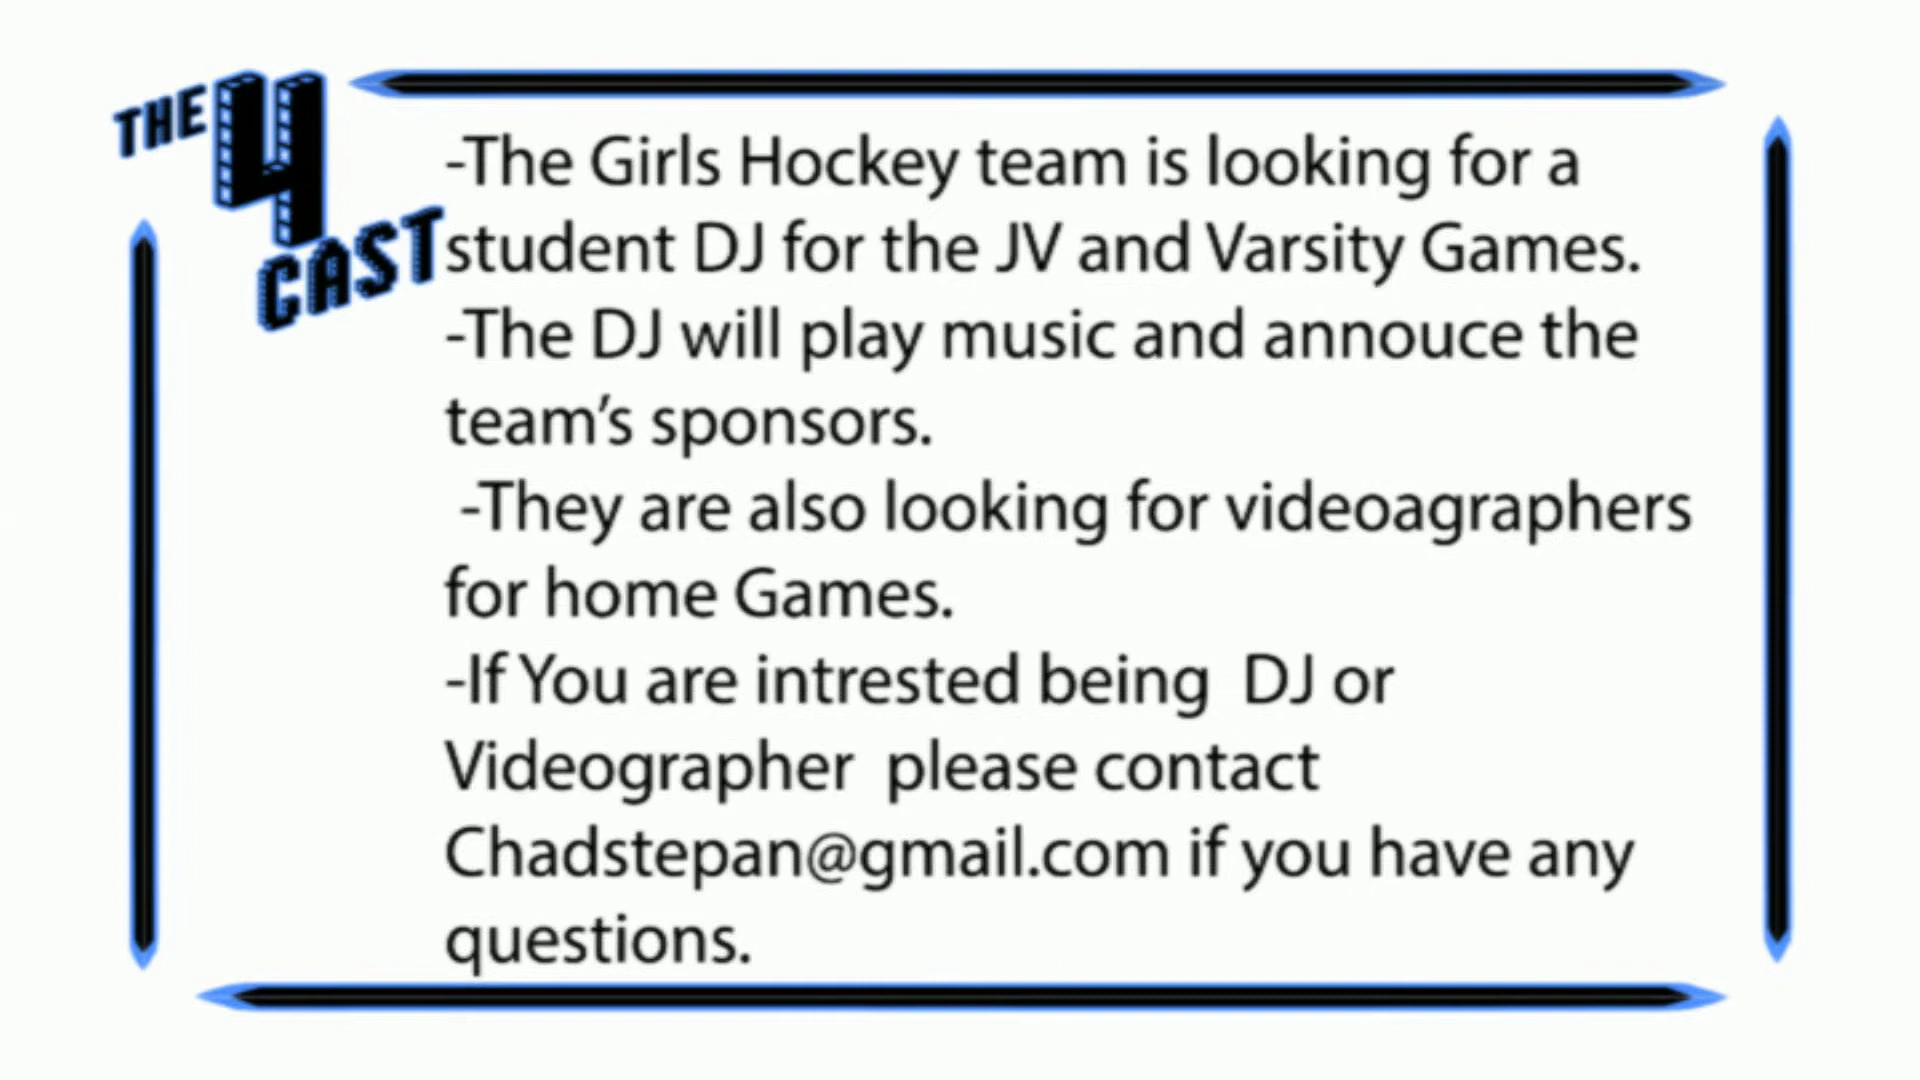 THE 4 CAST
-The Girls Hockey team is looking for a
student DJ for the JV and Varsity Games.
-The DJ will play music and annouce the
team's sponsors.
-They are also looking for videoagraphers
for home Games.
-If You are intrested being  DJ or
Videographer  please contact
Chadstepan@gmail.com if you have any
questions.